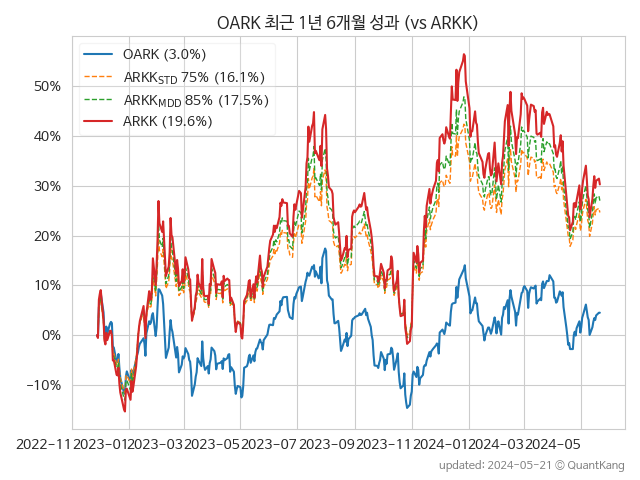 OARK 최근 1년 6개월 성과 (vs ARKK)
OARK (3.0%)
ARKK_STD 75% (16.1%)
ARKK_MDD 85% (17.5%)
ARKK (19.6%)
50%
40%
30%
20%
10%
0%
−10%
2022-11 2023-01 2023-03 2023-05 2023-07 2023-09 2023-11 2024-01 2024-03 2024-05
updated: 2024-05-21 © QuantKang